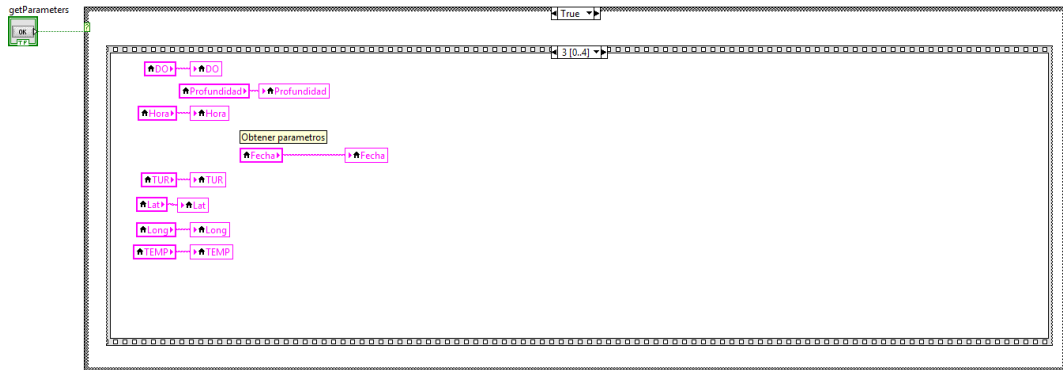 getParameters
OK
TF
True
?
3 [0..4]
DO DO
Profundidad Profundidad
Hora Hora
Obtener parametros
Fecha Fecha
TUR TUR
Lat Lat
Long Long
TEMP TEMP